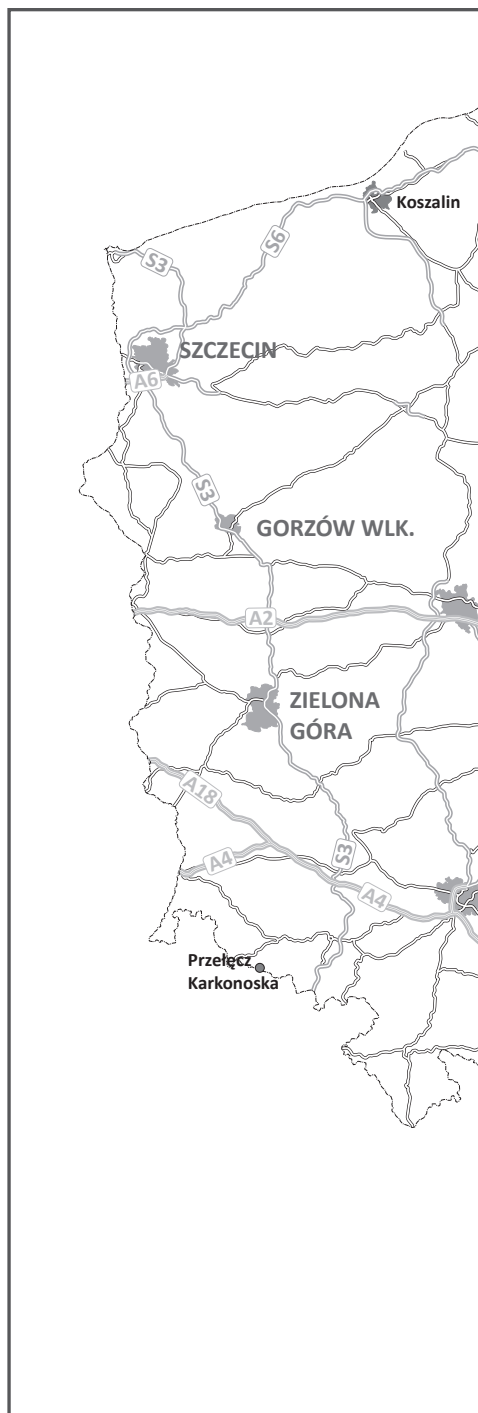 Koszalin
S6
S3
SZCZECIN
A6
S3
GORZÓW WLK.
A2
ZIELONA
GÓRA
A18
S3
A4
A4
Przełęcz
Karkonoska